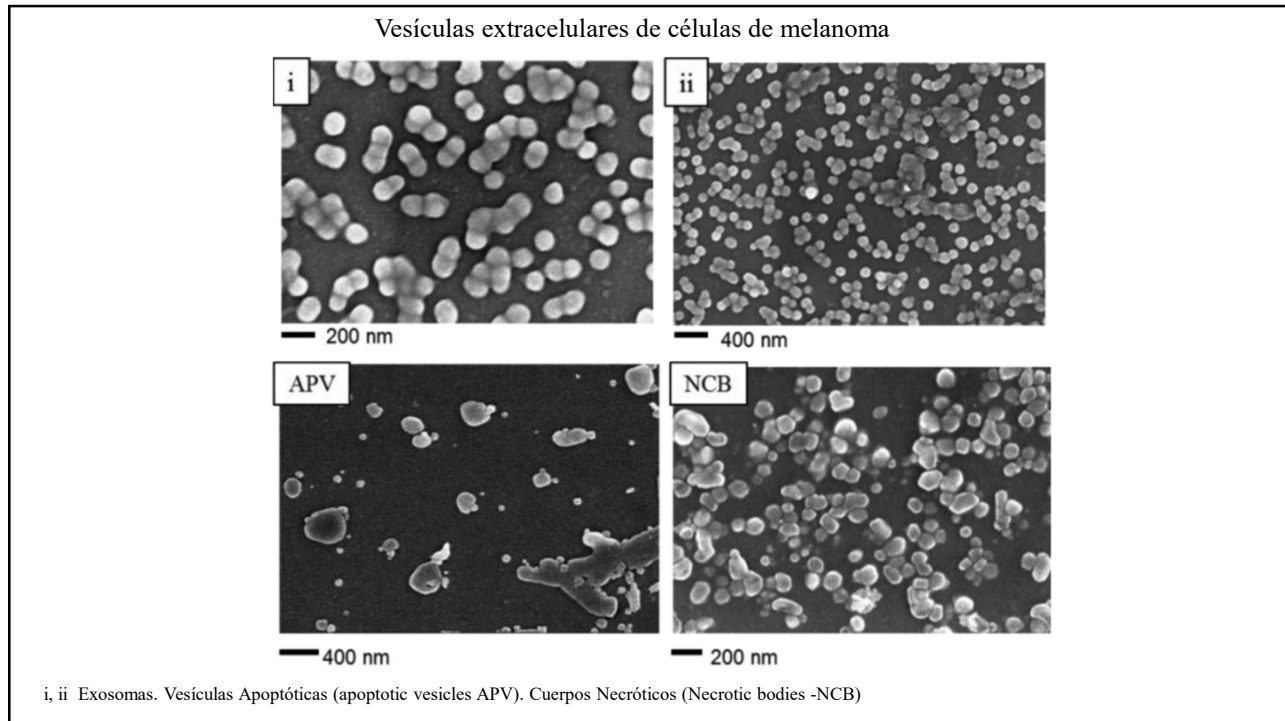 Vesículas extracelulares de células de melanoma
i
ii
200 nm
400 nm
APV
NCB
400 nm
200 nm
i, ii Exosomas. Vesículas Apoptóticas (apoptotic vesicles APV). Cuerpos Necróticos (Necrotic bodies -NCB)